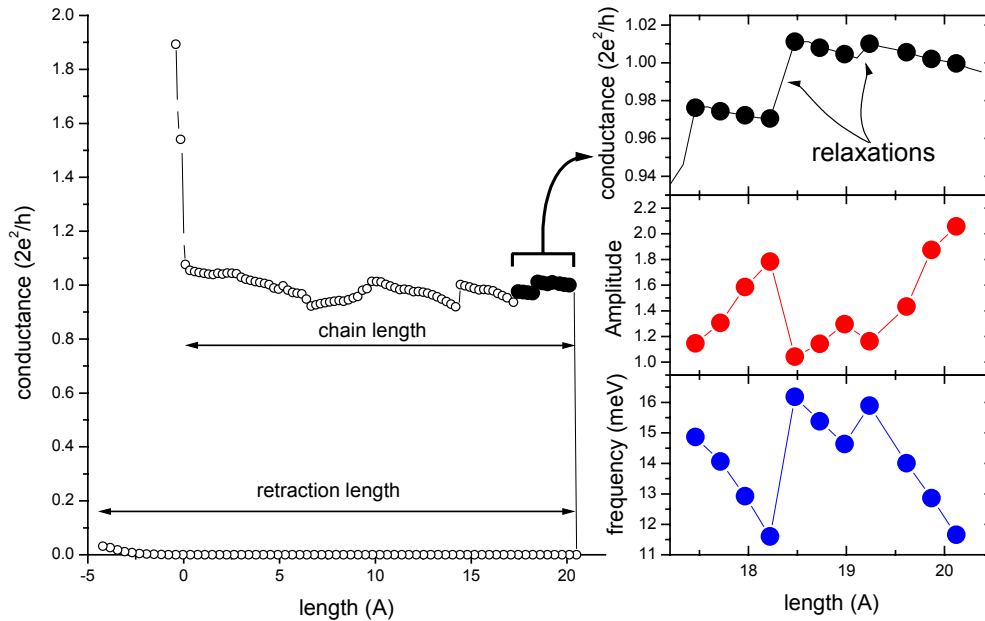 2.0
1.8
1.6
1.4
1.2
1.0
0.8
0.6
0.4
0.2
0.0
conductance (2e²/h)
chain length
retraction length
-5 0 5 10 15 20
length (A)
1.02
1.00
0.98
0.96
0.94
conductance (2e²/h)
relaxations
2.2
2.0
1.8
1.6
1.4
1.2
1.0
Amplitude
16
15
14
13
12
11
frequency (meV)
18 19 20
length (A)